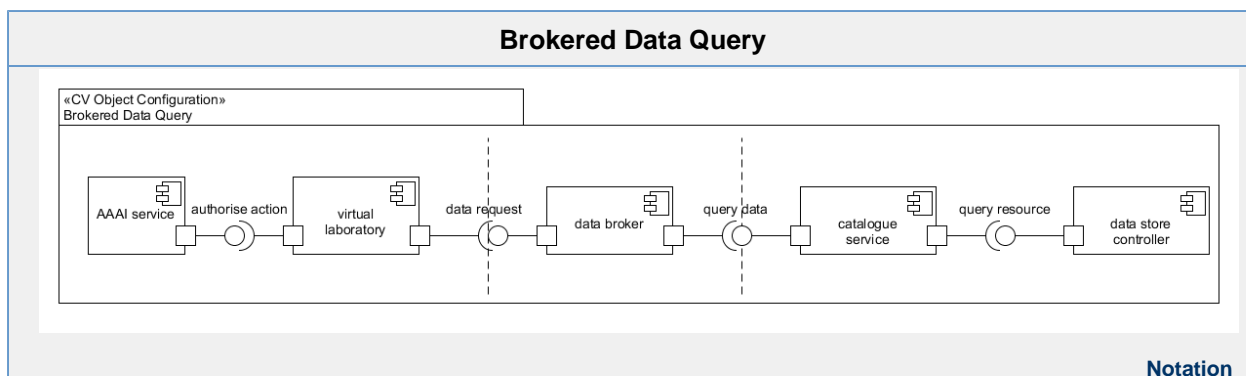 Brokered Data Query
«CV Object Configuration»
Brokered Data Query
AAAI service
authorise action
virtual
laboratory
data request
data broker
query data
catalogue
service
query resource
data store
controller
Notation